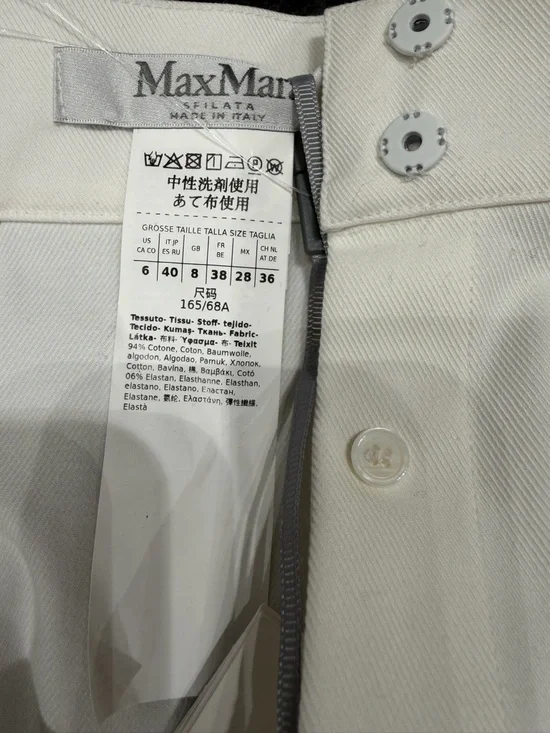 MaxMara
SFILATA
MADE IN ITALY
中性洗剤使用
あて布使用
GRÖSSE TAILLE TALLA SIZE TAGLIA
US CA CO IT JP ES RU GB FR BE MX CH NL AT DE
6 40 8 38 28 36
尺码
165/68A
Tessuto- Tissu- Stoff- tejido-
Tecido- Kumaş- Ткань- Fabric-
Látka- 布料- Ύφασμα- 布- Teixit
94% Cotone, Coton, Baumwolle,
algodon, Algodao, Pamuk, Хлопок,
Cotton, Bavlna, 棉, Βαμβάκι, Cotó
06% Elastan, Elasthanne, Elasthan,
elastano, Elastano, Еластан,
Elastane, 氨纶, Ελαστάνη, 彈性纖維,
Elastà